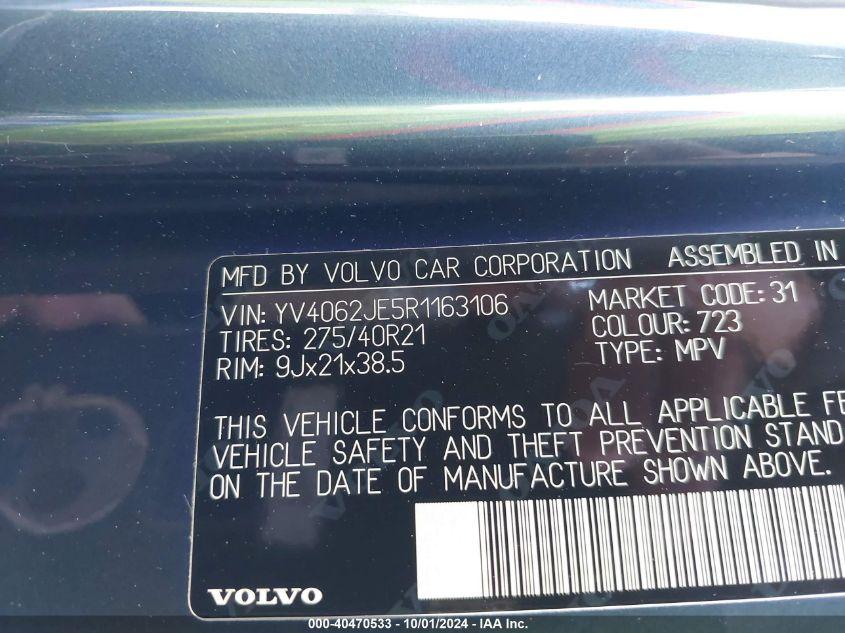 MFD BY VOLVO CAR CORPORATION ASSEMBLED IN
VIN: YV4062JE5R1163106 MARKET CODE: 31
TIRES: 275/40R21 COLOUR: 723
RIM: 9Jx21x38.5 TYPE: MPV
THIS VEHICLE CONFORMS TO ALL APPLICABLE FE
VEHICLE SAFETY AND THEFT PREVENTION STAND
ON THE DATE OF MANUFACTURE SHOWN ABOVE.
VOLVO
000-40470533 - 10/01/2024 - IAA Inc.